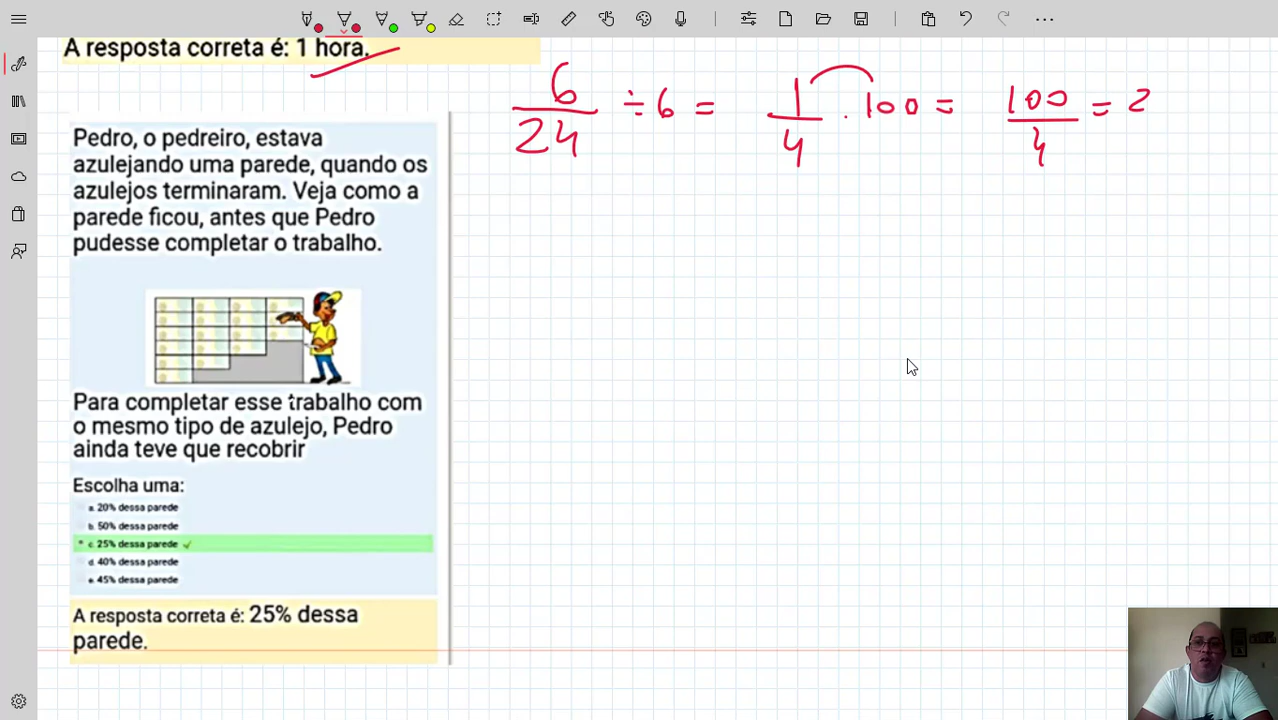 A resposta correta é: 1 hora.
6/24 ÷ 6 = 1/4 . 100 = 100/4 = 2
Pedro, o pedreiro, estava
azulejando uma parede, quando os
azulejos terminaram. Veja como a
parede ficou, antes que Pedro
pudesse completar o trabalho.
Para completar esse trabalho com
o mesmo tipo de azulejo, Pedro
ainda teve que recobrir
Escolha uma:
a. 20% dessa parede
b. 50% dessa parede
c. 25% dessa parede ✓
d. 40% dessa parede
e. 45% dessa parede
A resposta correta é: 25% dessa
parede.